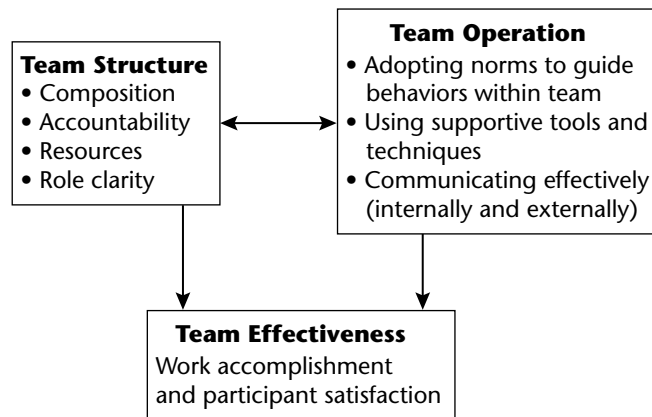 Team Structure
• Composition
• Accountability
• Resources
• Role clarity
Team Operation
• Adopting norms to guide
behaviors within team
• Using supportive tools and
techniques
• Communicating effectively
(internally and externally)
Team Effectiveness
Work accomplishment
and participant satisfaction